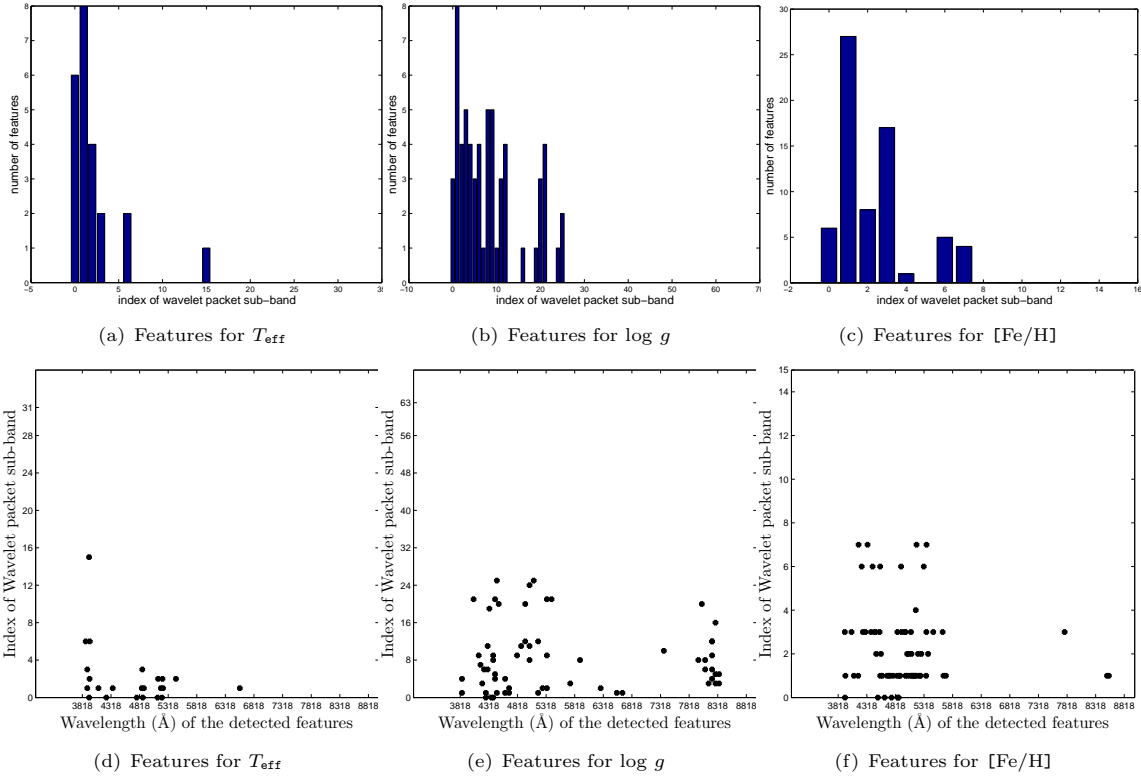 8
7
6
5
4
3
2
1
0
number of features
−5 0 5 10 15 20 25 30 35
index of wavelet packet sub−band
(a) Features for T_eff
8
7
6
5
4
3
2
1
0
number of features
−10 0 10 20 30 40 50 60 70
index of wavelet packet sub−band
(b) Features for log g
30
25
20
15
10
5
0
number of features
−2 0 2 4 6 8 10 12 14 16
index of wavelet packet sub−band
(c) Features for [Fe/H]
31
28
24
20
16
12
8
4
0
Index of Wavelet packet sub-band
3818 4318 4818 5318 5818 6318 6818 7318 7818 8318 8818
Wavelength (Å) of the detected features
(d) Features for T_eff
63
56
48
40
32
24
16
8
0
Index of Wavelet packet sub-band
3818 4318 4818 5318 5818 6318 6818 7318 7818 8318 8818
Wavelength (Å) of the detected features
(e) Features for log g
15
14
12
10
8
6
4
2
0
Index of Wavelet packet sub-band
3818 4318 4818 5318 5818 6318 6818 7318 7818 8318 8818
Wavelength (Å) of the detected features
(f) Features for [Fe/H]